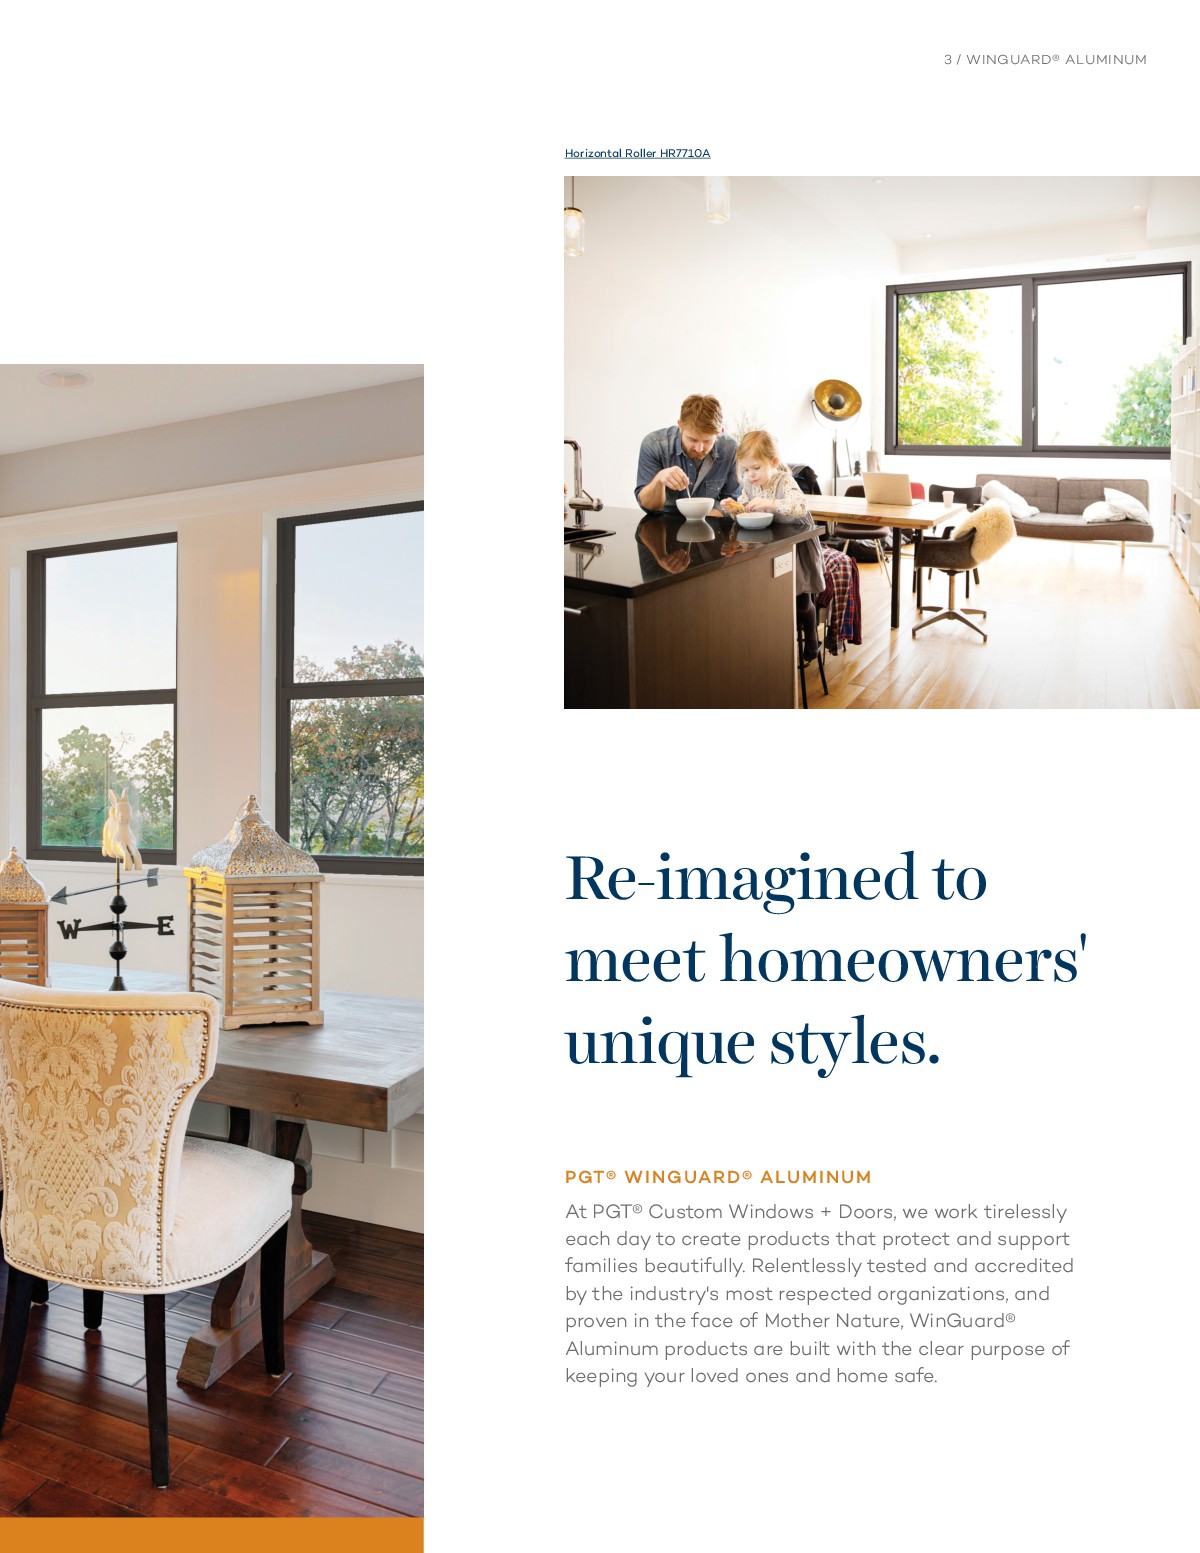 3 / WINGUARD® ALUMINUM
Horizontal Roller HR7710A
W E
Re-imagined to
meet homeowners'
unique styles.
PGT® WINGUARD® ALUMINUM
At PGT® Custom Windows + Doors, we work tirelessly
each day to create products that protect and support
families beautifully. Relentlessly tested and accredited
by the industry's most respected organizations, and
proven in the face of Mother Nature, WinGuard®
Aluminum products are built with the clear purpose of
keeping your loved ones and home safe.